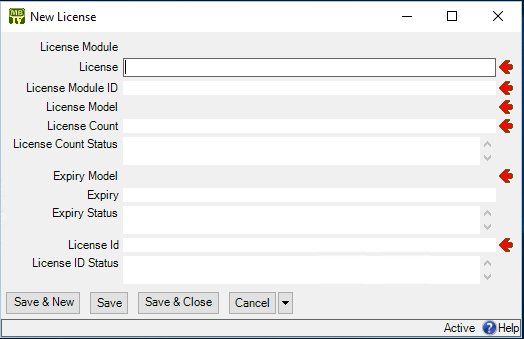 MB
New License
License Module
License
License Module ID
License Model
License Count
License Count Status
Expiry Model
Expiry
Expiry Status
License Id
License ID Status
Save & New Save Save & Close Cancel
Active ? Help